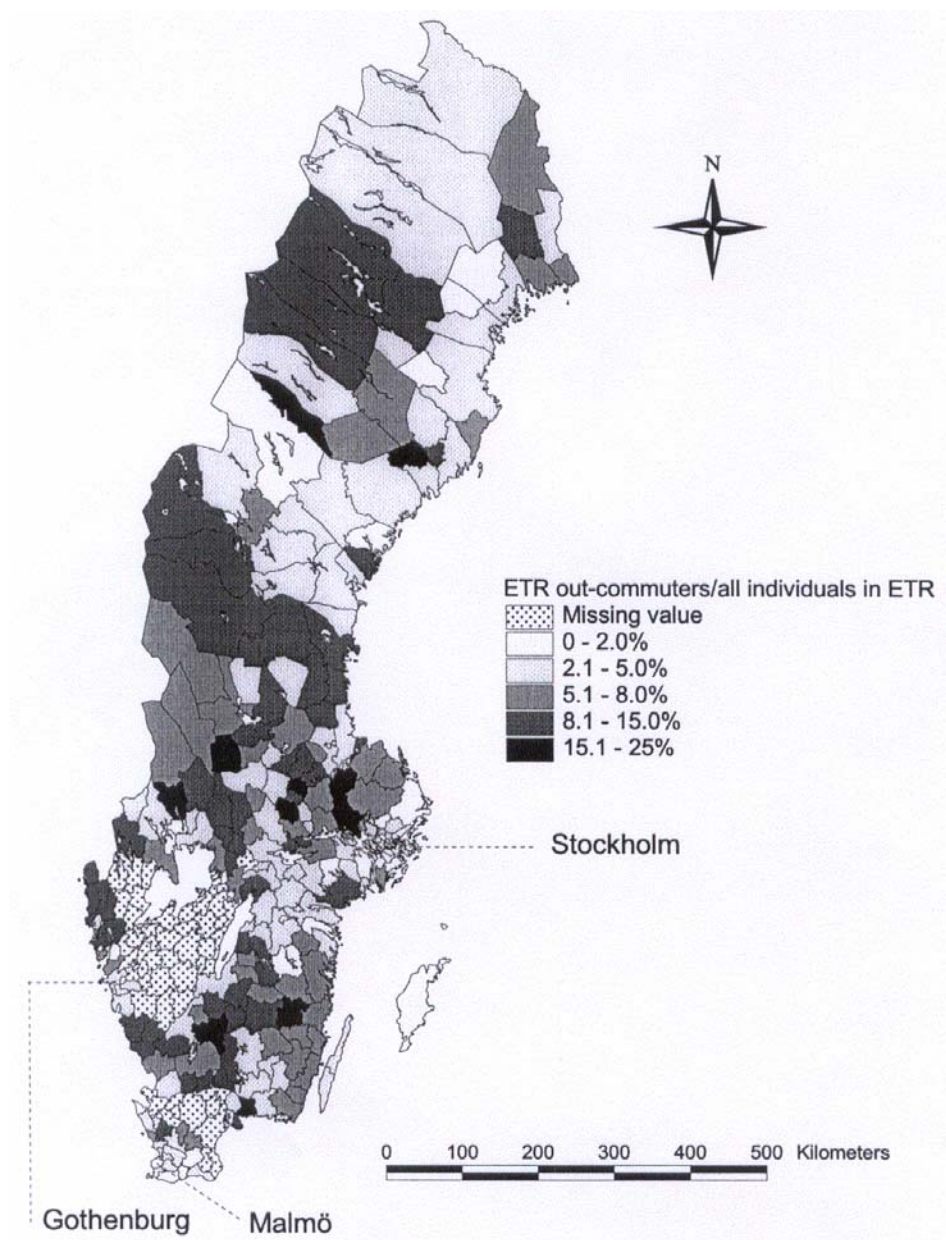 N
ETR out-commuters/all individuals in ETR
Missing value
0 - 2.0%
2.1 - 5.0%
5.1 - 8.0%
8.1 - 15.0%
15.1 - 25%
Stockholm
0 100 200 300 400 500 Kilometers
Gothenburg
Malmö